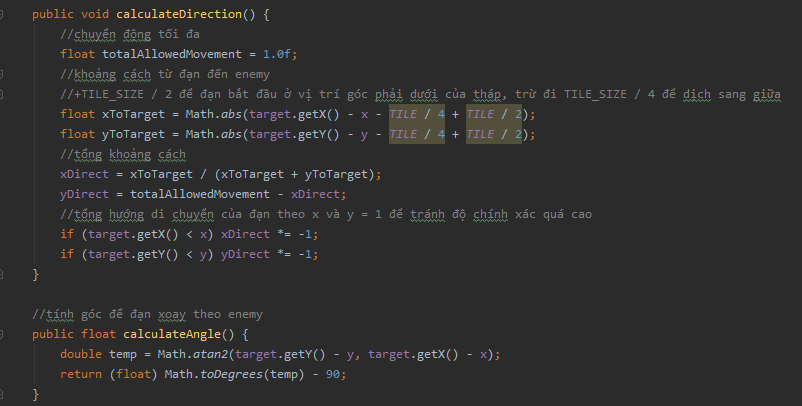 public void calculateDirection() {
//chuyển động tối đa
float totalAllowedMovement = 1.0f;
//khoảng cách từ đạn đến enemy
//+TILE_SIZE / 2 để đạn bắt đầu ở vị trí góc phải dưới của tháp, trừ đi TILE_SIZE / 4 để dịch sang giữa
float xToTarget = Math.abs(target.getX() - x - TILE / 4 + TILE / 2);
float yToTarget = Math.abs(target.getY() - y - TILE / 4 + TILE / 2);
//tổng khoảng cách
xDirect = xToTarget / (xToTarget + yToTarget);
yDirect = totalAllowedMovement - xDirect;
//tổng hướng di chuyển của đạn theo x và y = 1 để tránh độ chính xác quá cao
if (target.getX() < x) xDirect *= -1;
if (target.getY() < y) yDirect *= -1;
}
//tính góc để đạn xoay theo enemy
public float calculateAngle() {
double temp = Math.atan2(target.getY() - y, target.getX() - x);
return (float) Math.toDegrees(temp) - 90;
}